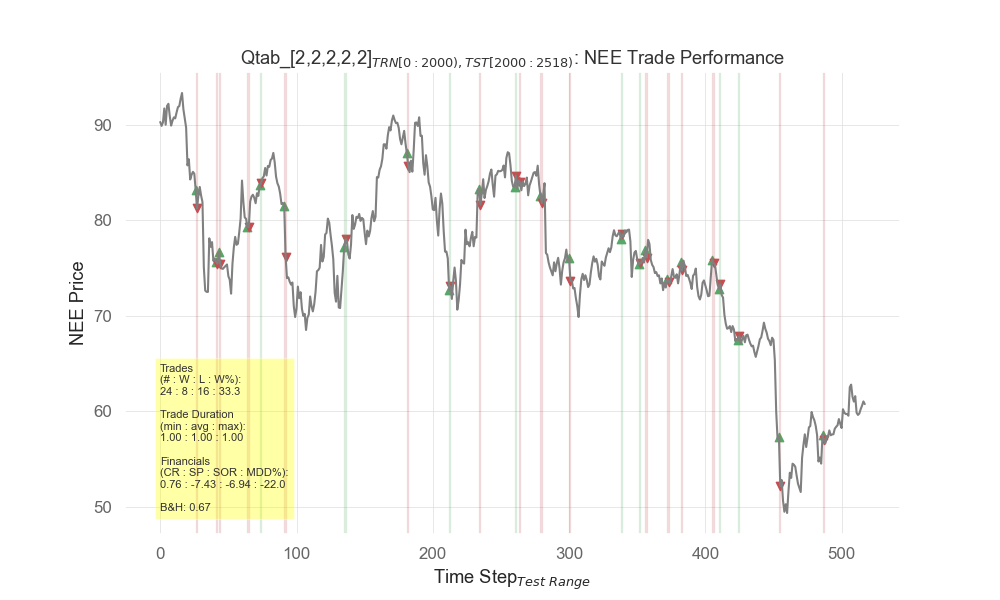 Qtab_[2,2,2,2,2]TRN[0 : 2000), TST[2000 : 2518): NEE Trade Performance
NEE Price
90
80
70
60
50
Trades
(# : W : L : W%):
24 : 8 : 16 : 33.3
Trade Duration
(min : avg : max):
1.00 : 1.00 : 1.00
Financials
(CR : SP : SOR : MDD%):
0.76 : -7.43 : -6.94 : -22.0
B&H: 0.67
0 100 200 300 400 500
Time StepTest Range